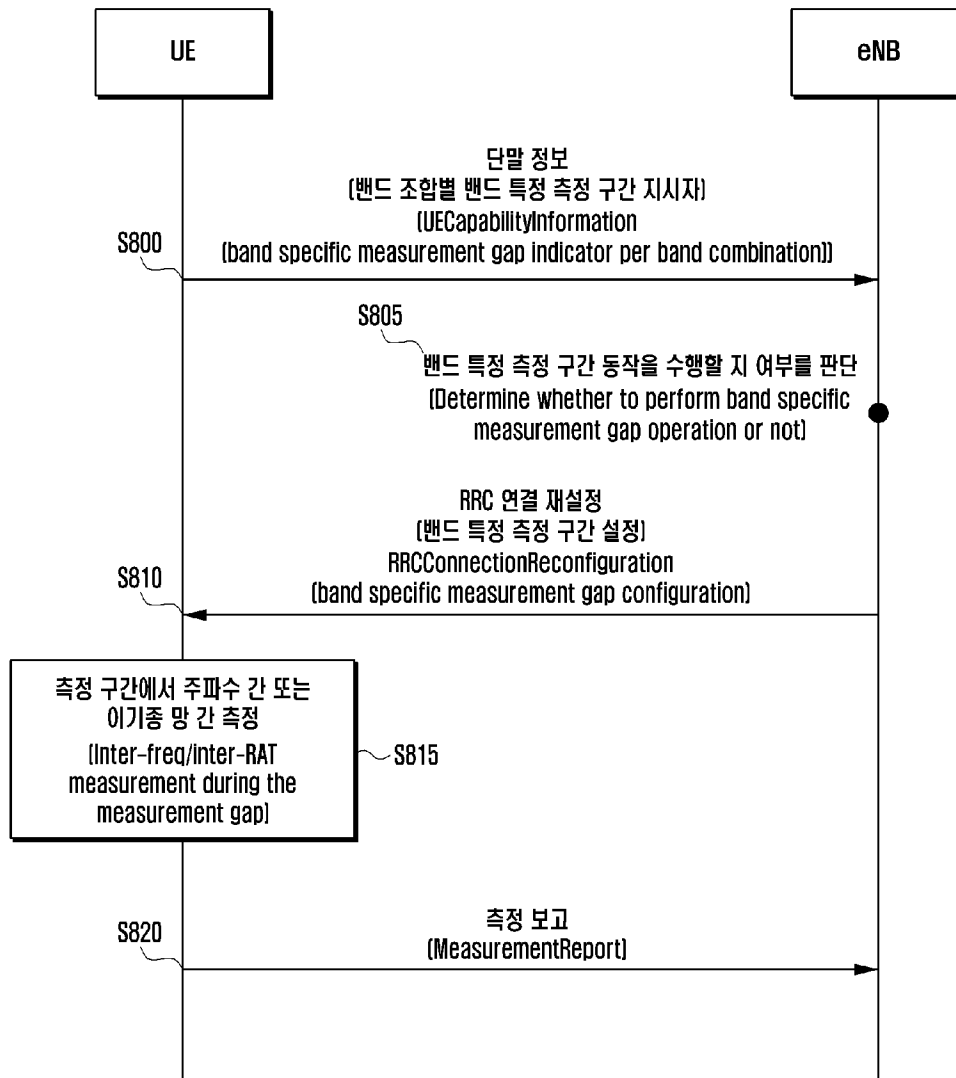 UE
eNB
단말 정보
(밴드 조합별 밴드 특정 측정 구간 지시자)
(UECapabilityInformation
(band specific measurement gap indicator per band combination))
S800
S805
밴드 특정 측정 구간 동작을 수행할 지 여부를 판단
(Determine whether to perform band specific
measurement gap operation or not)
RRC 연결 재설정
(밴드 특정 측정 구간 설정)
RRCConnectionReconfiguration
(band specific measurement gap configuration)
S810
측정 구간에서 주파수 간 또는
이기종 망 간 측정
(Inter-freq/inter-RAT
measurement during the
measurement gap)
S815
측정 보고
(MeasurementReport)
S820